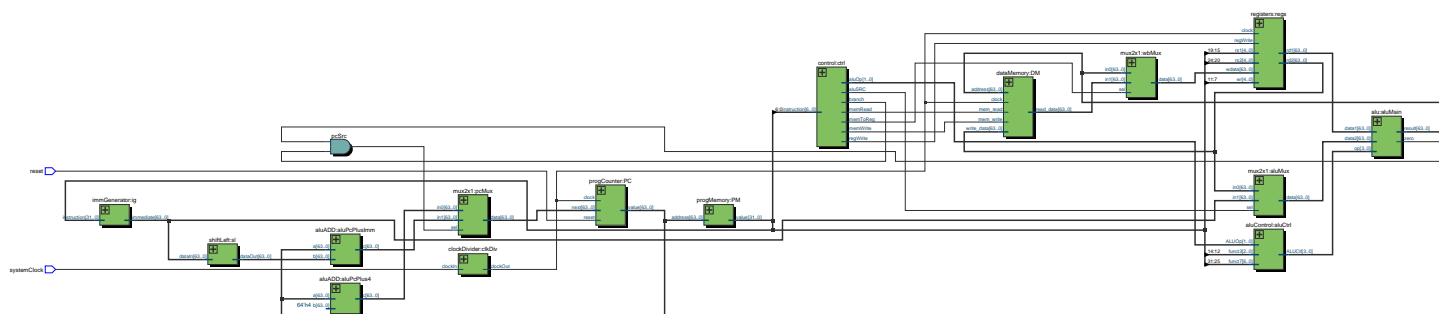 registers:regs
clock
regWrite
19:15
rs1[4..0]
rd1[63..0]
24:20
rs2[4..0]
rd2[63..0]
wdata[63..0]
11:7
wr[4..0]
mux2x1:wbMux
in0[63..0]
in1[63..0]
data[63..0]
sel
control:ctrl
aluOp[1..0]
aluSRC
branch
6:0
instruction[6..0]
memRead
memToReg
memWrite
regWrite
dataMemory:DM
address[63..0]
clock
mem_read
read_data[63..0]
mem_write
write_data[63..0]
alu:aluMain
data1[63..0]
result[63..0]
data2[63..0]
zero
op[3..0]
pcSrc
reset
immGenerator:ig
instruction[31..0]
immediate[63..0]
mux2x1:pcMux
in0[63..0]
in1[63..0]
data[63..0]
sel
progCounter:PC
clock
next[63..0]
value[63..0]
reset
progMemory:PM
address[63..0]
value[31..0]
mux2x1:aluMux
in0[63..0]
in1[63..0]
data[63..0]
sel
shiftLeft:sl
dataIn[63..0]
dataOut[63..0]
aluADD:aluPcPlusImm
a[63..0]
c[63..0]
b[63..0]
clockDivider:clkDiv
clockIn
clockOut
aluControl:aluCtrl
ALUOp[1..0]
14:12
funct3[2..0]
ALUCtl[3..0]
31:25
funct7[6..0]
systemClock
aluADD:aluPcPlus4
a[63..0]
c[63..0]
64'h4
b[63..0]